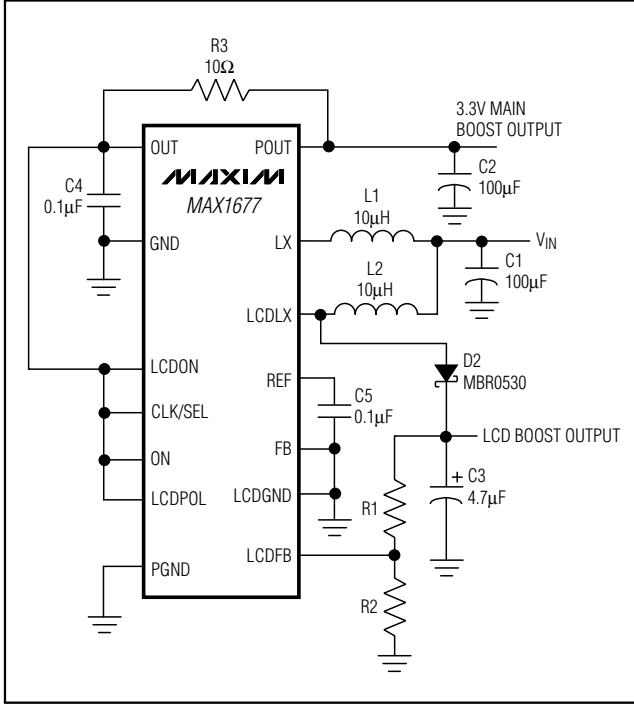 R3
10Ω
3.3V MAIN
BOOST OUTPUT
OUT
POUT
C2
100µF
C4
0.1µF
MAXIM
MAX1677
L1
10µH
GND
LX
VIN
C1
100µF
L2
10µH
LCDLX
LCDON
REF
D2
MBR0530
C5
0.1µF
CLK/SEL
LCD BOOST OUTPUT
ON
FB
+
C3
4.7µF
LCDPOL
LCDGND
R1
PGND
LCDFB
R2